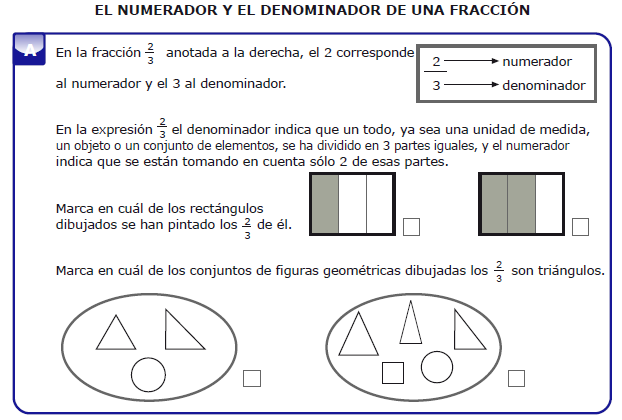 EL NUMERADOR Y EL DENOMINADOR DE UNA FRACCIÓN
A
En la fracción 2/3 anotada a la derecha, el 2 corresponde
al numerador y el 3 al denominador.
2 → numerador
3 → denominador
En la expresión 2/3 el denominador indica que un todo, ya sea una unidad de medida,
un objeto o un conjunto de elementos, se ha dividido en 3 partes iguales, y el numerador
indica que se están tomando en cuenta sólo 2 de esas partes.
Marca en cuál de los rectángulos
dibujados se han pintado los 2/3 de él.
Marca en cuál de los conjuntos de figuras geométricas dibujadas los 2/3 son triángulos.